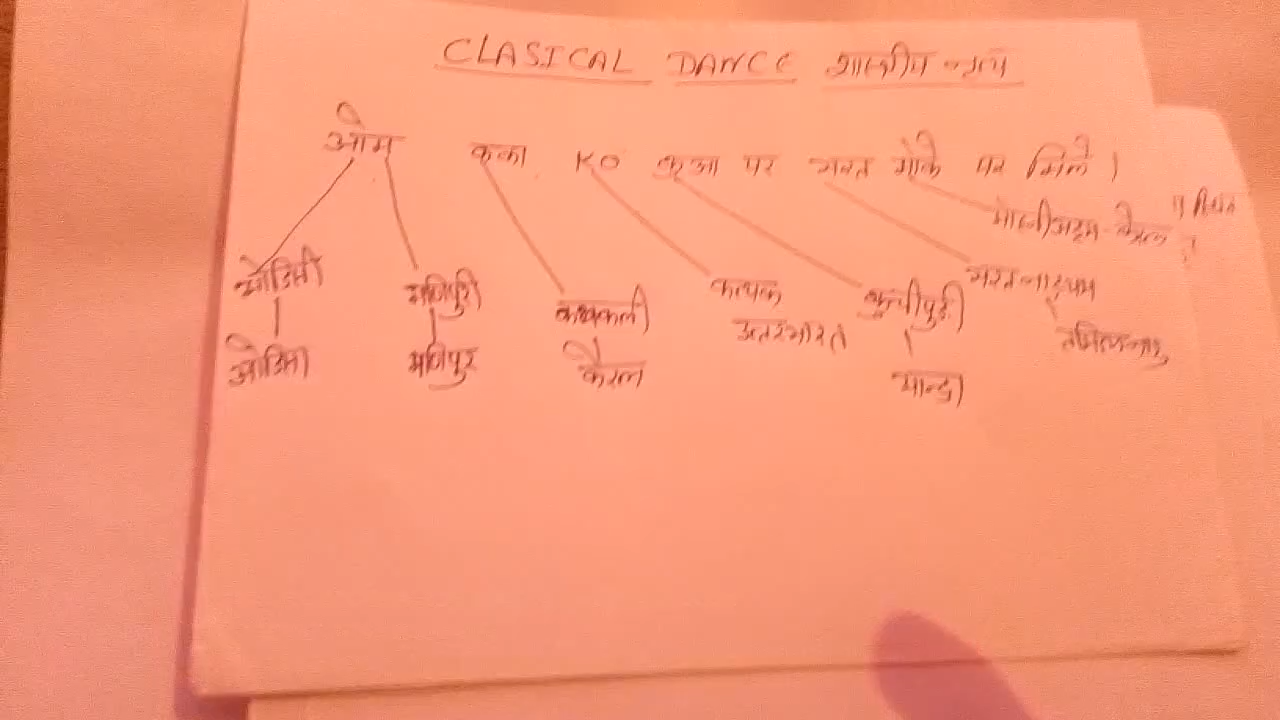 CLASICAL DANCE शास्त्रीय नृत्य
ओम कका KO कुआ पर भरत मौके पर मिले।
मोहनीअट्टम-केरल
ओडिसी मणिपुरी कथकली कत्थक कुचीपुड़ी भरतनाट्यम
ओडिसा मणिपुर केरल उत्तरभारत आन्ध्रा तमिलनाडु